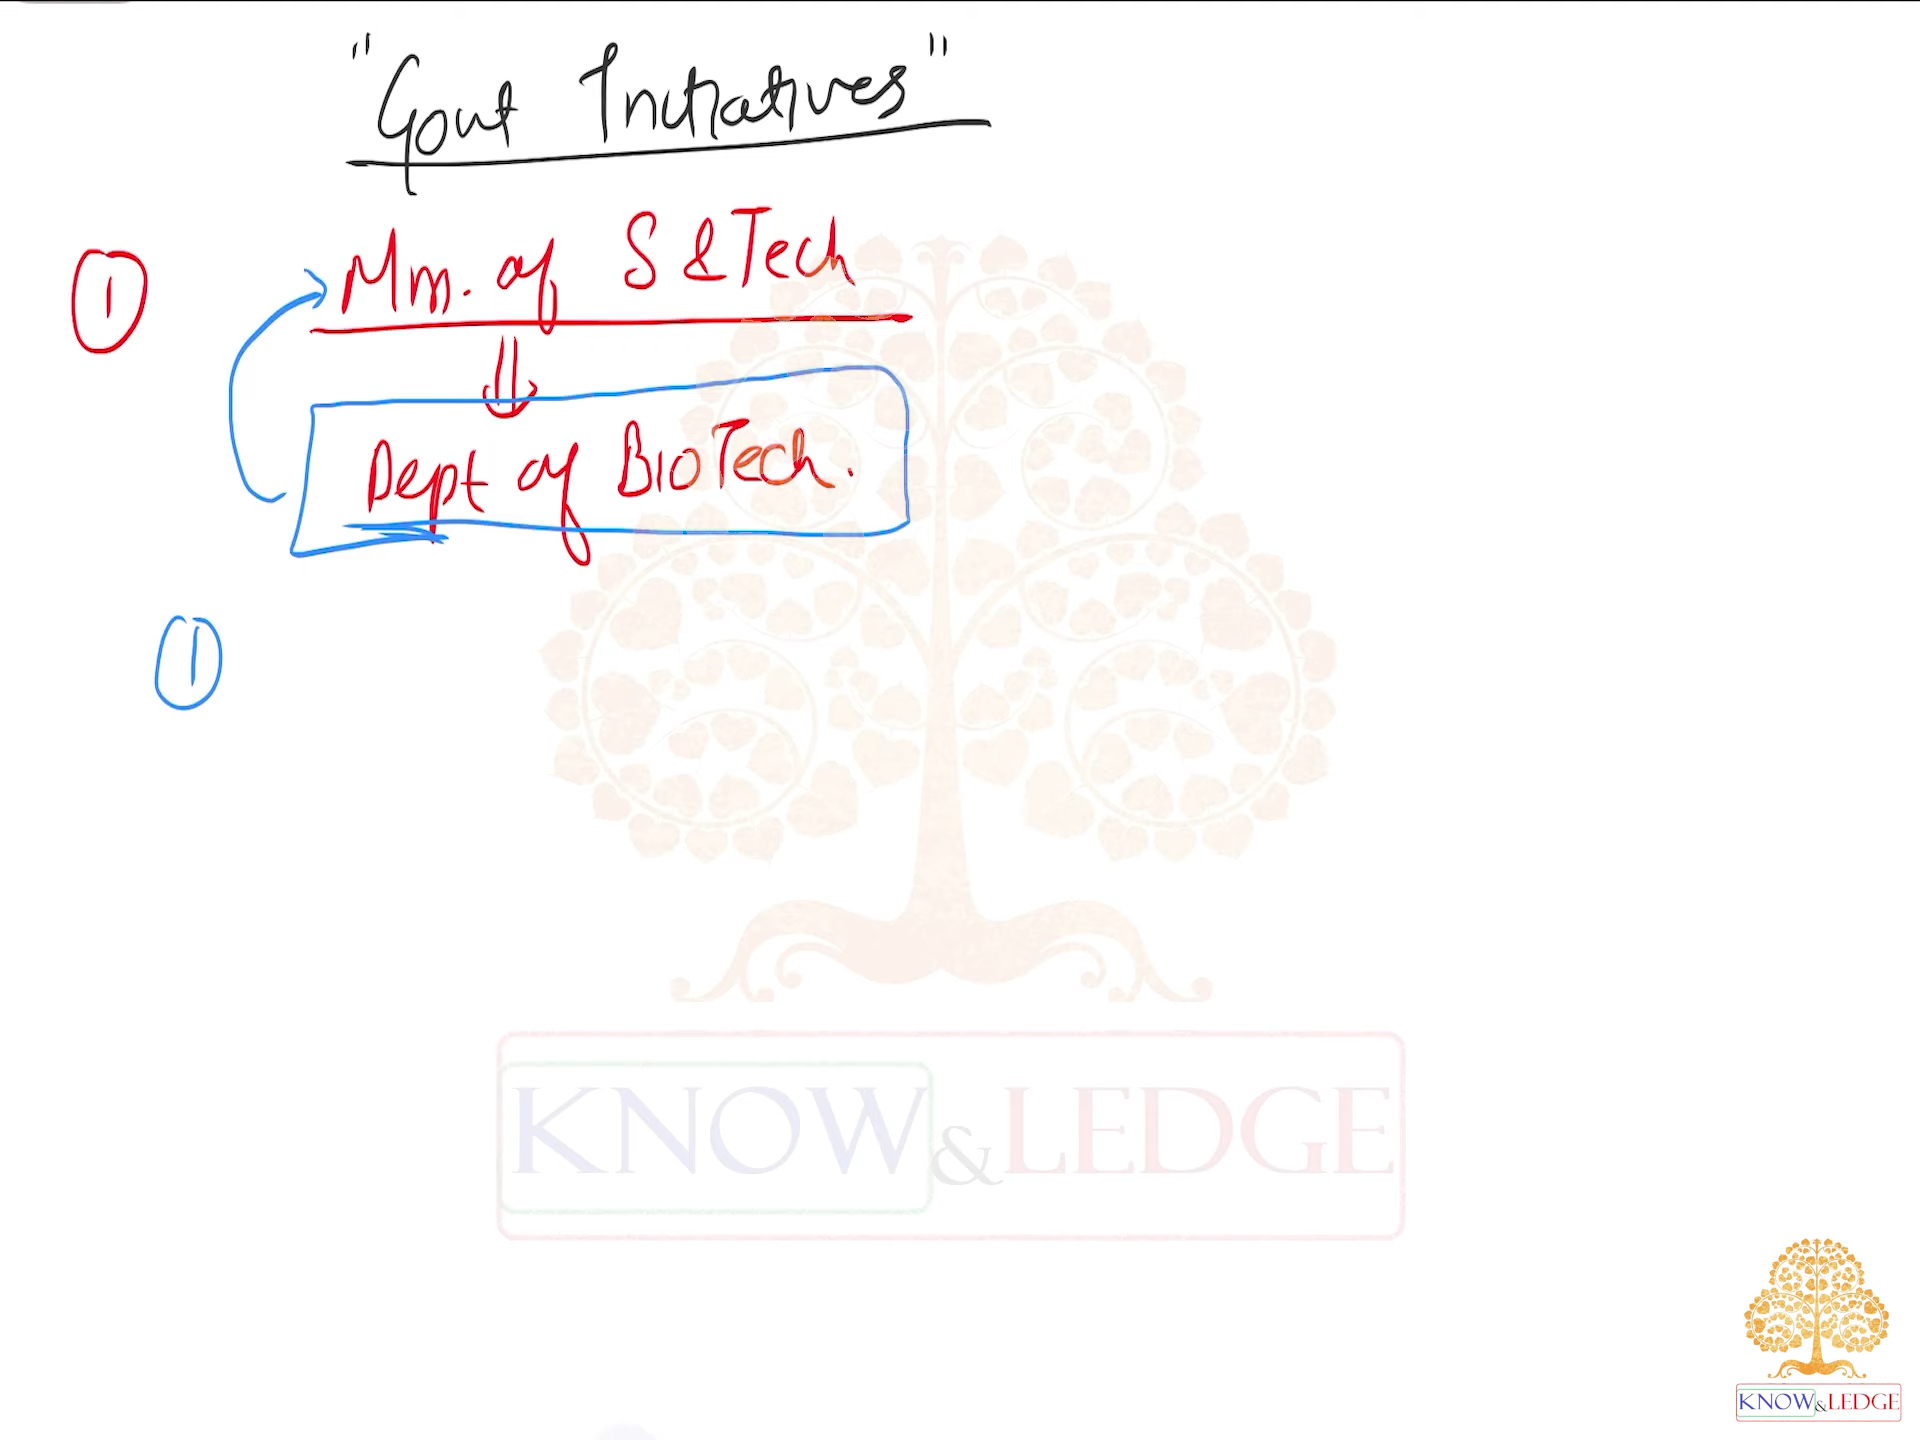 "Govt Initiatives"
① Min. of S & Tech
Dept of BioTech.
①
KNOW&LEDGE
KNOW&LEDGE